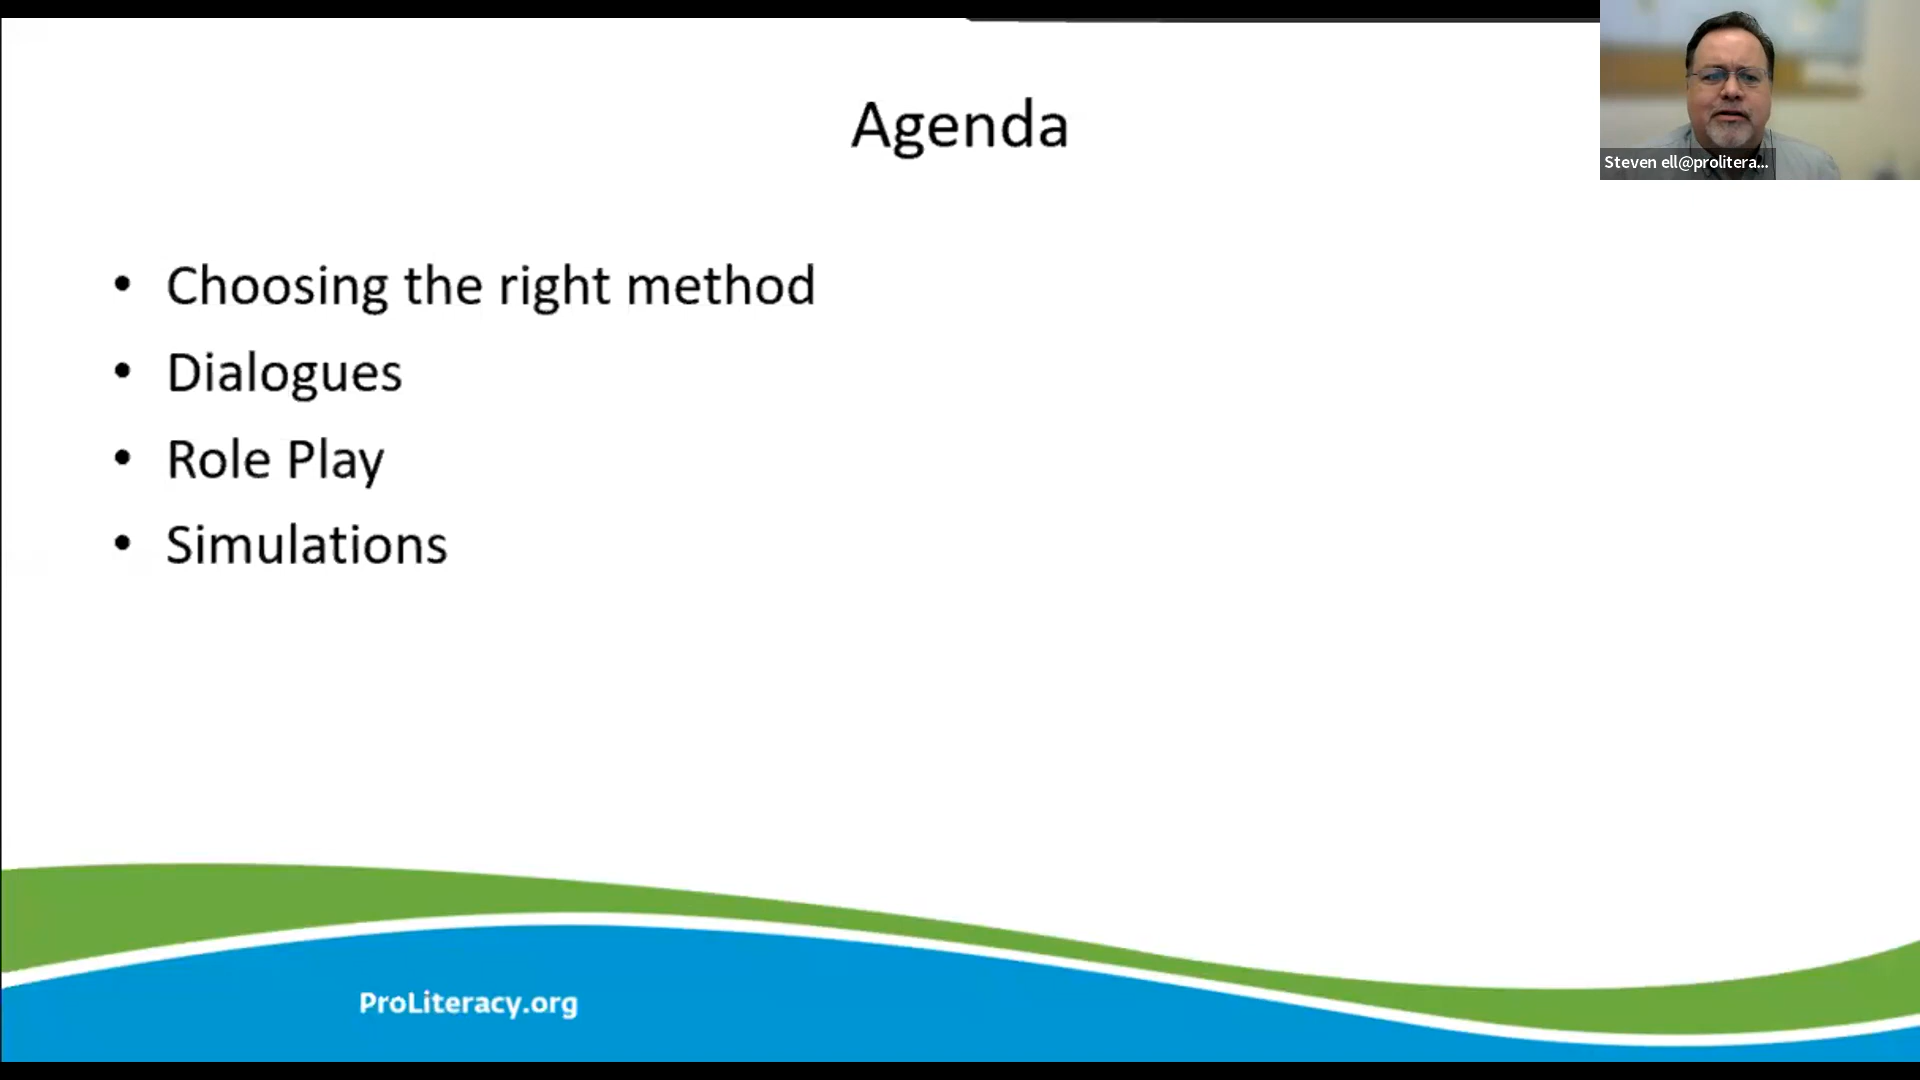 Agenda
Steven ell@prolitera...
• Choosing the right method
• Dialogues
• Role Play
• Simulations
ProLiteracy.org